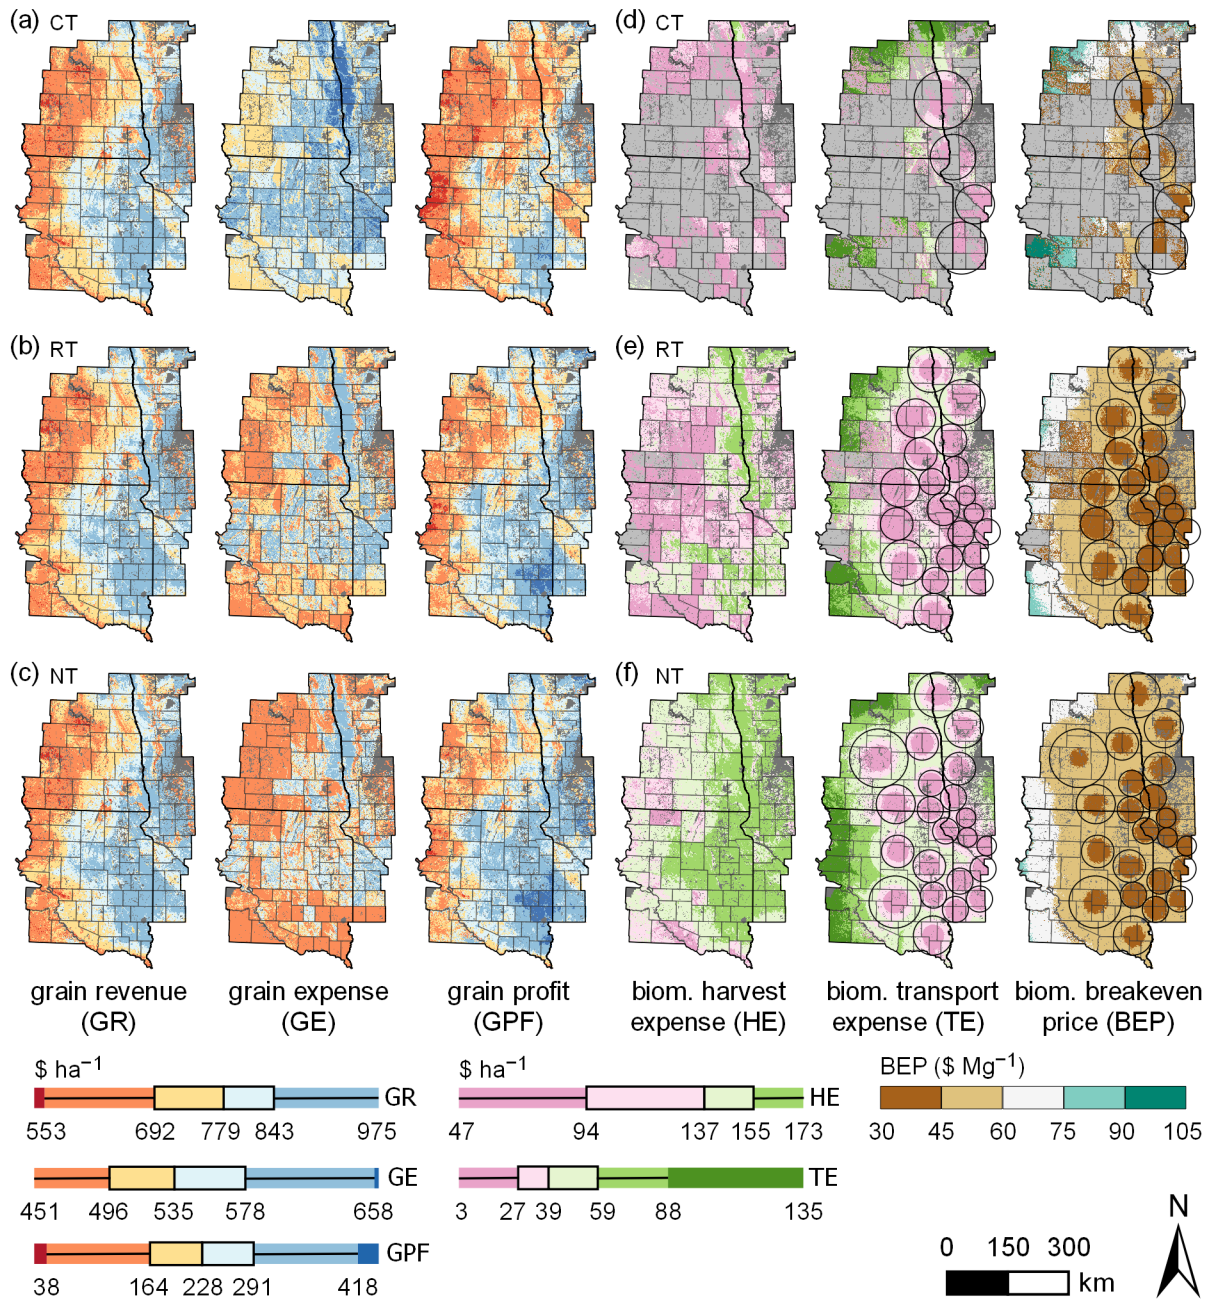 (a) CT
(d) CT
(b) RT
(e) RT
(c) NT
(f) NT
grain revenue
(GR)
grain expense
(GE)
grain profit
(GPF)
biom. harvest
expense (HE)
biom. transport
expense (TE)
biom. breakeven
price (BEP)
$ ha⁻¹
GR
553 692 779 843 975
GE
451 496 535 578 658
GPF
38 164 228 291 418
$ ha⁻¹
HE
47 94 137 155 173
TE
3 27 39 59 88 135
BEP ($ Mg⁻¹)
30 45 60 75 90 105
N
0 150 300
km